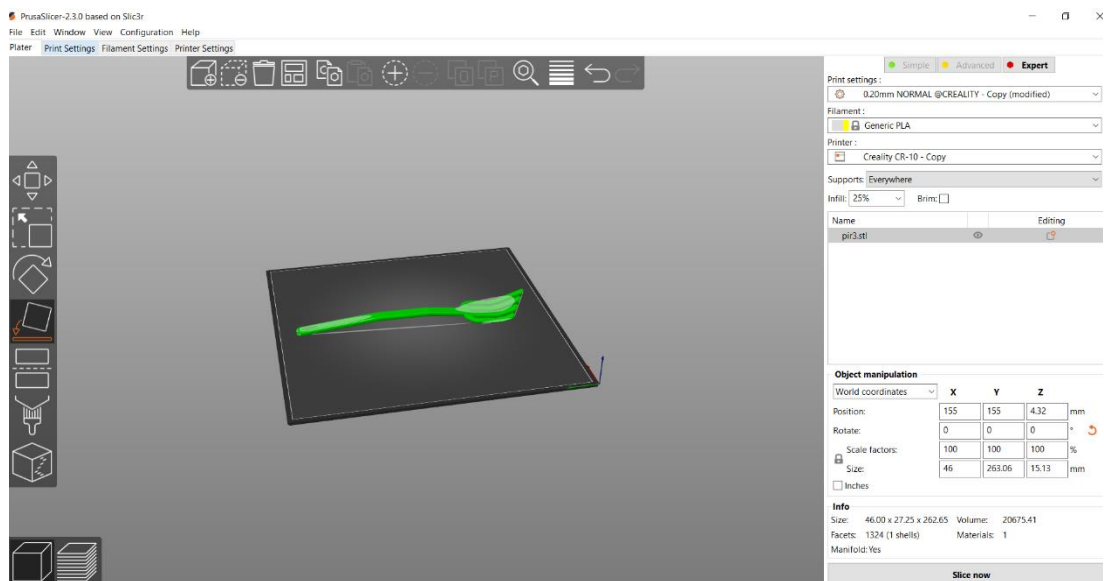 PrusaSlicer-2.3.0 based on Slic3r
File Edit Window View Configuration Help
Plater Print Settings Filament Settings Printer Settings
Simple Advanced Expert
Print settings :
0.20mm NORMAL @CREALITY - Copy (modified)
Filament :
Generic PLA
Printer :
Creality CR-10 - Copy
Supports: Everywhere
Infill: 25% Brim:
Name Editing
pir3.stl
Object manipulation
World coordinates X Y Z
Position: 155 155 4.32 mm
Rotate: 0 0 0 °
Scale factors: 100 100 100 %
Size: 46 263.06 15.13 mm
Inches
Info
Size: 46.00 x 27.25 x 262.65 Volume: 20675.41
Facets: 1324 (1 shells) Materials: 1
Manifold: Yes
Slice now